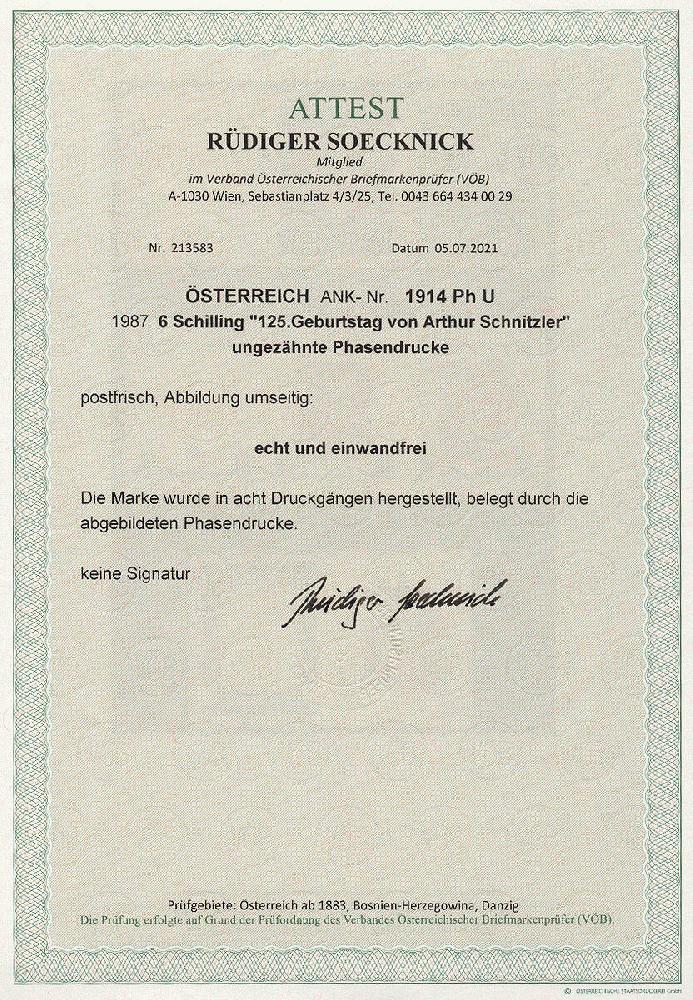 ATTEST
RÜDIGER SOECKNICK
Mitglied
im Verband Österreichischer Briefmarkenprüfer (VÖB)
A-1030 Wien, Sebastianplatz 4/3/25, Tel. 0043 664 434 00 29
Nr. 213583 Datum 05.07.2021
ÖSTERREICH ANK- Nr. 1914 Ph U
1987 6 Schilling "125.Geburtstag von Arthur Schnitzler"
ungezähnte Phasendrucke
postfrisch, Abbildung umseitig:
echt und einwandfrei
Die Marke wurde in acht Druckgängen hergestellt, belegt durch die
abgebildeten Phasendrucke.
keine Signatur
Rüdiger Soecknick
Prüfgebiete: Österreich ab 1883, Bosnien-Herzegowina, Danzig
Die Prüfung erfolgte auf Grund der Prüfordnung des Verbandes Österreichischer Briefmarkenprüfer (VÖB).
© ÖSTERREICHISCHE STAATSDRUCKEREI GmbH